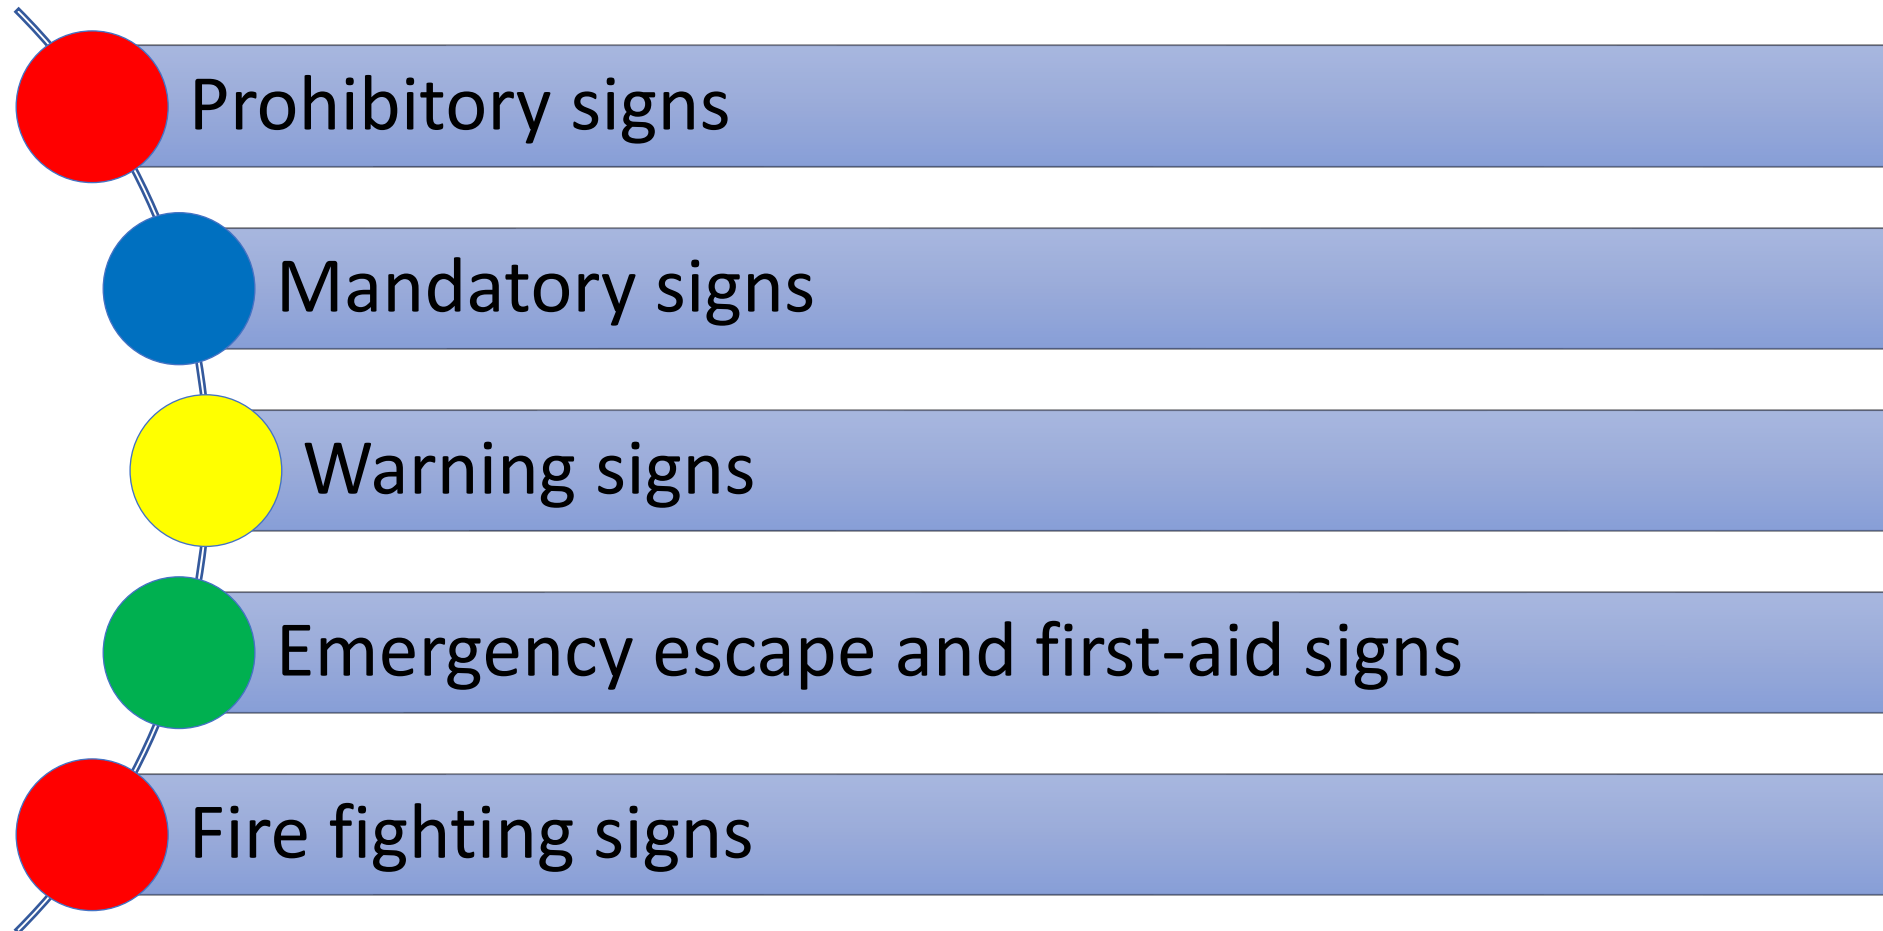 Prohibitory signs
Mandatory signs
Warning signs
Emergency escape and first-aid signs
Fire fighting signs